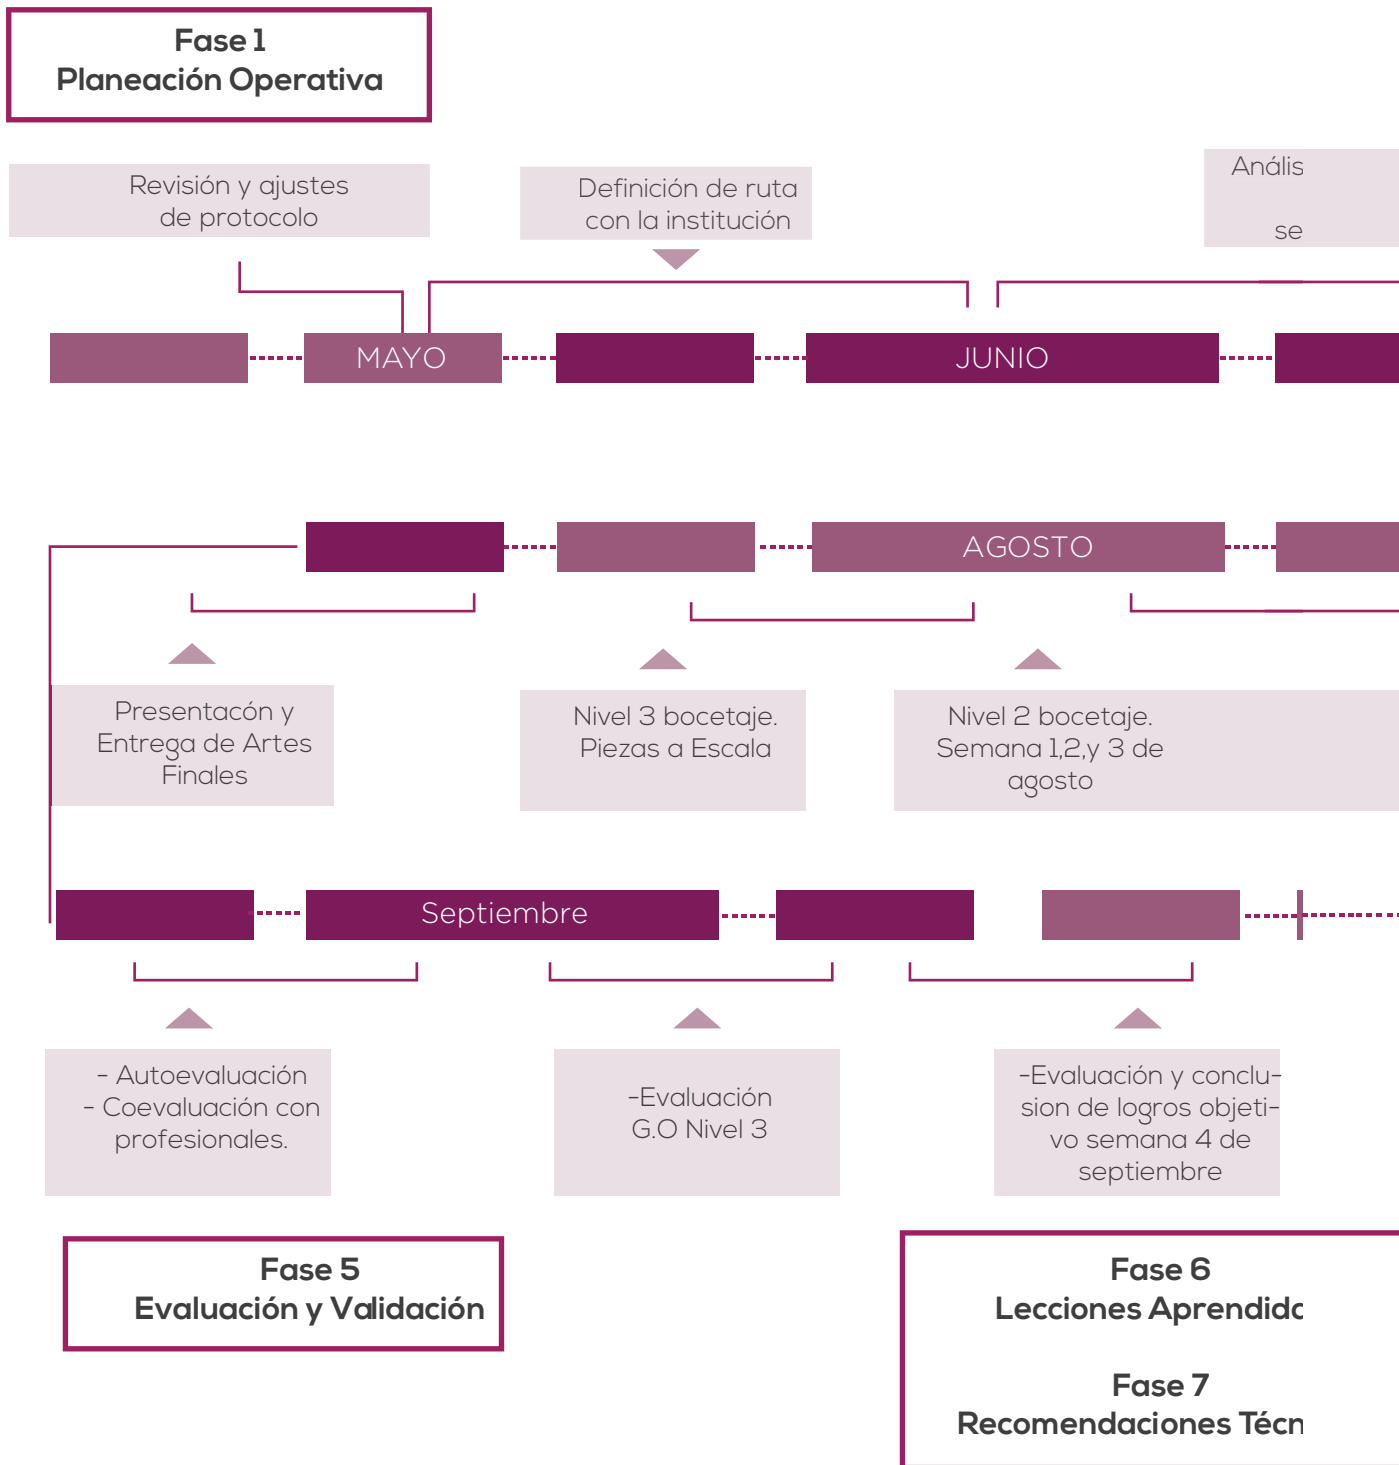 Fase 1
Planeación Operativa
Revisión y ajustes
de protocolo
Definición de ruta
con la institución
Anális
se
MAYO
JUNIO
AGOSTO
Presentacón y
Entrega de Artes
Finales
Nivel 3 bocetaje.
Piezas a Escala
Nivel 2 bocetaje.
Semana 1,2,y 3 de
agosto
Septiembre
- Autoevaluación
- Coevaluación con
profesionales.
-Evaluación
G.O Nivel 3
-Evaluación y conclu-
sion de logros objeti-
vo semana 4 de
septiembre
Fase 5
Evaluación y Validación
Fase 6
Lecciones Aprendid
Fase 7
Recomendaciones Técn